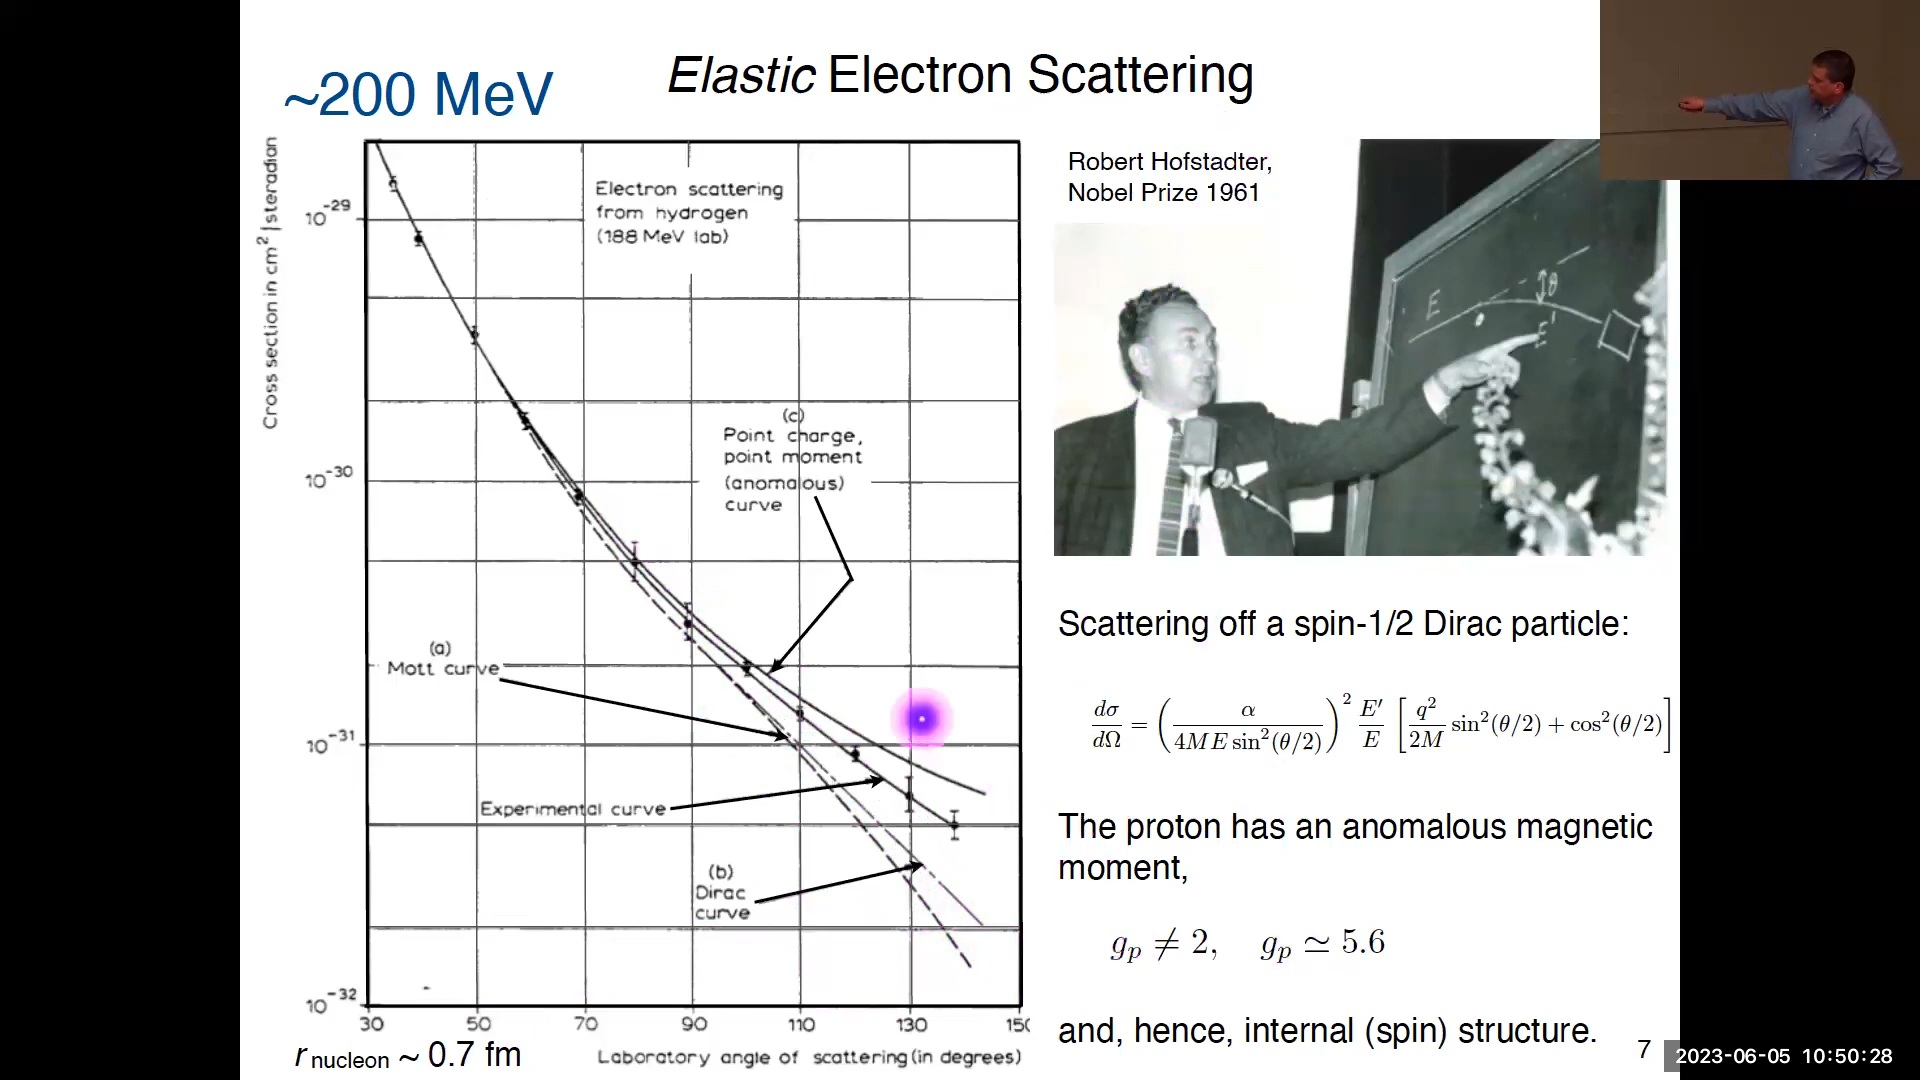 ~200 MeV
Elastic Electron Scattering
Cross section in cm² | steradian
10⁻²⁹
10⁻³⁰
10⁻³¹
10⁻³²
Electron scattering
from hydrogen
(188 MeV lab)
(c)
Point charge,
point moment
(anomalous)
curve
(a)
Mott curve
Experimental curve
(b)
Dirac
curve
30 50 70 90 110 130 150
Laboratory angle of scattering (in degrees)
r nucleon ~ 0.7 fm
Robert Hofstadter,
Nobel Prize 1961
E
θ
E'
Scattering off a spin-1/2 Dirac particle:
dσ/dΩ = (α / 4ME sin²(θ/2))² E′/E [q²/2M sin²(θ/2) + cos²(θ/2)]
The proton has an anomalous magnetic
moment,
gₚ ≠ 2, gₚ ≃ 5.6
and, hence, internal (spin) structure.
7
2023-06-05 10:50:28